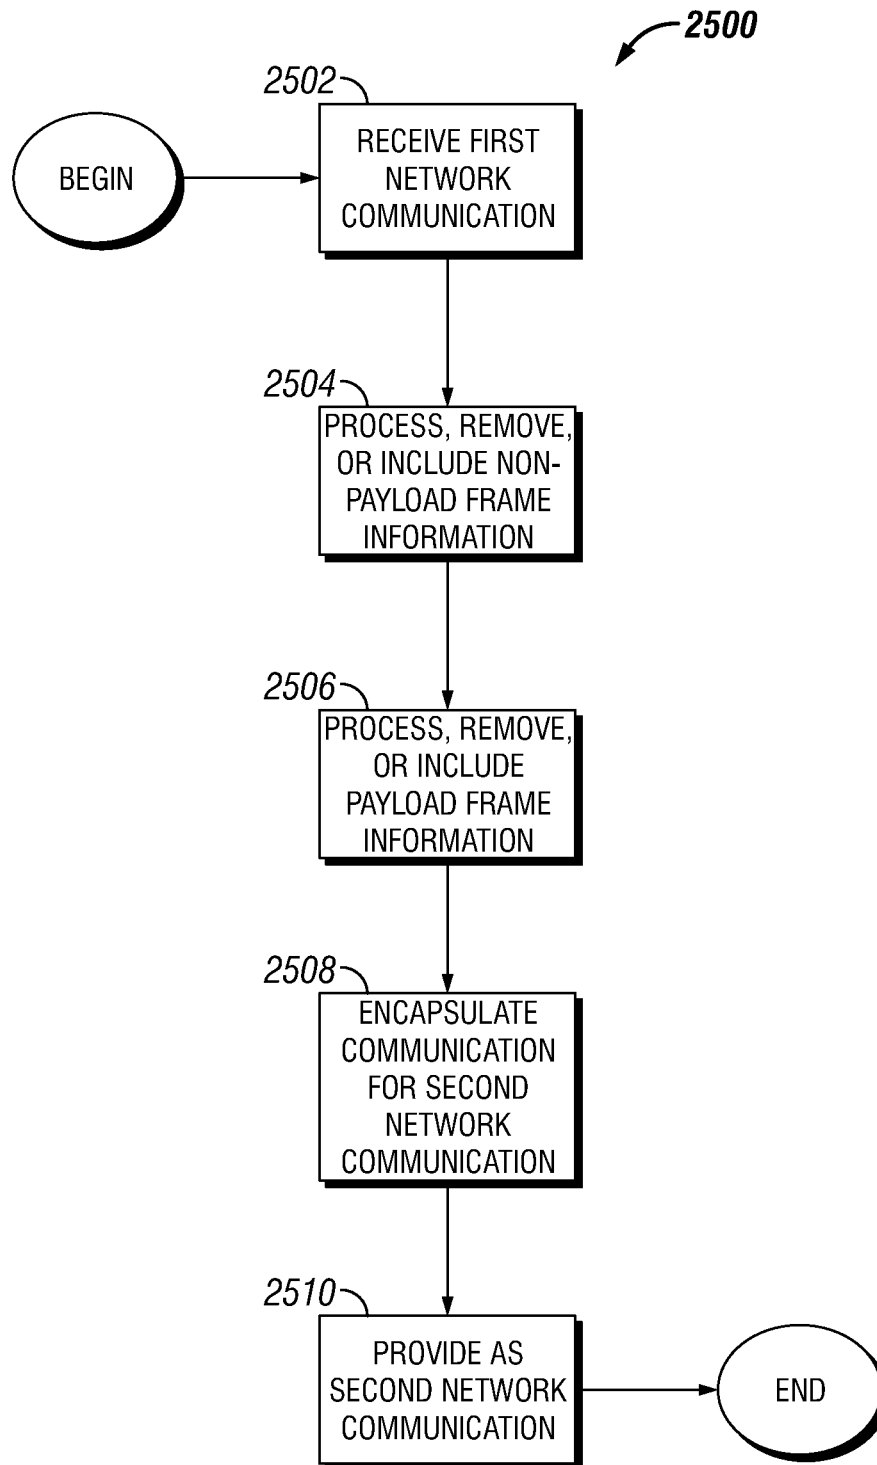 2500
2502
BEGIN
RECEIVE FIRST
NETWORK
COMMUNICATION
2504
PROCESS, REMOVE,
OR INCLUDE NON-
PAYLOAD FRAME
INFORMATION
2506
PROCESS, REMOVE,
OR INCLUDE
PAYLOAD FRAME
INFORMATION
2508
ENCAPSULATE
COMMUNICATION
FOR SECOND
NETWORK
COMMUNICATION
2510
PROVIDE AS
SECOND NETWORK
COMMUNICATION
END